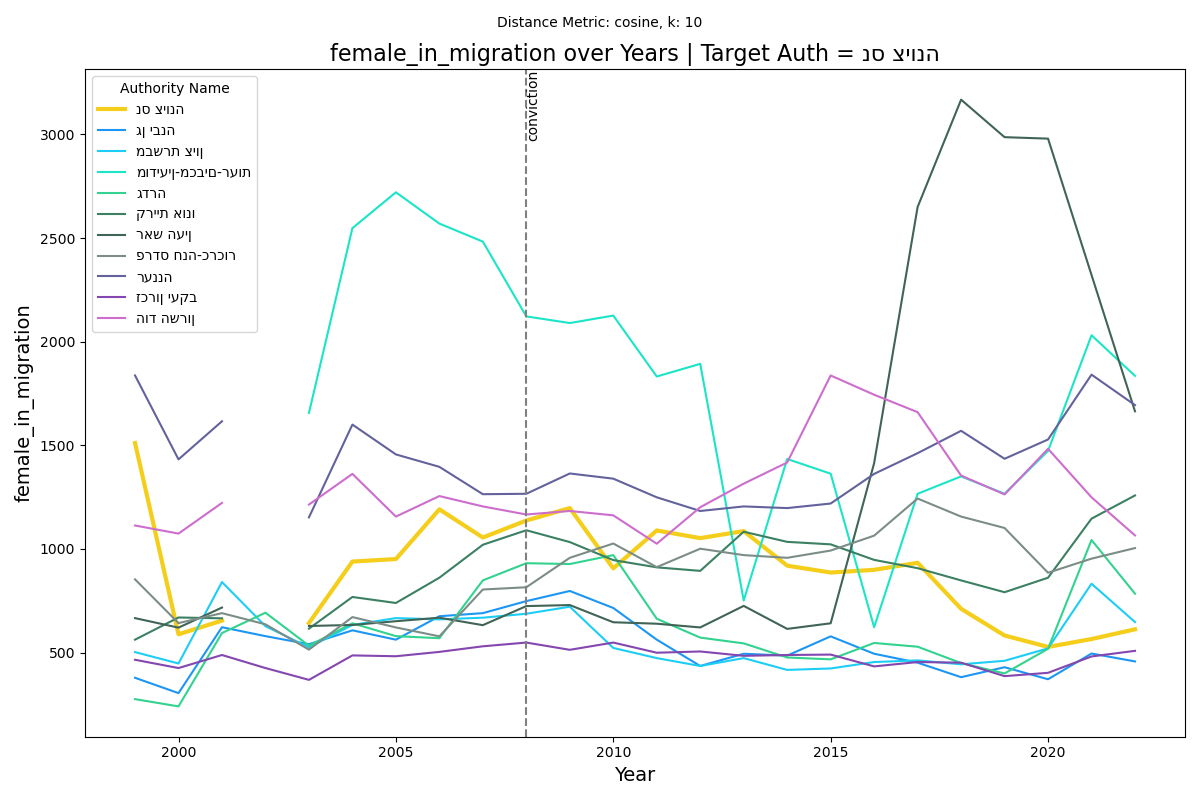 Distance Metric: cosine, k: 10
female_in_migration over Years | Target Auth = נס ציונה
Authority Name
נס ציונה
גן יבנה
מבשרת ציון
מודיעין-מכבים-רעות
גדרה
קריית אונו
ראש העין
פרדס חנה-כרכור
רעננה
זכרון יעקב
הוד השרון
conviction
female_in_migration
3000
2500
2000
1500
1000
500
2000 2005 2010 2015 2020
Year